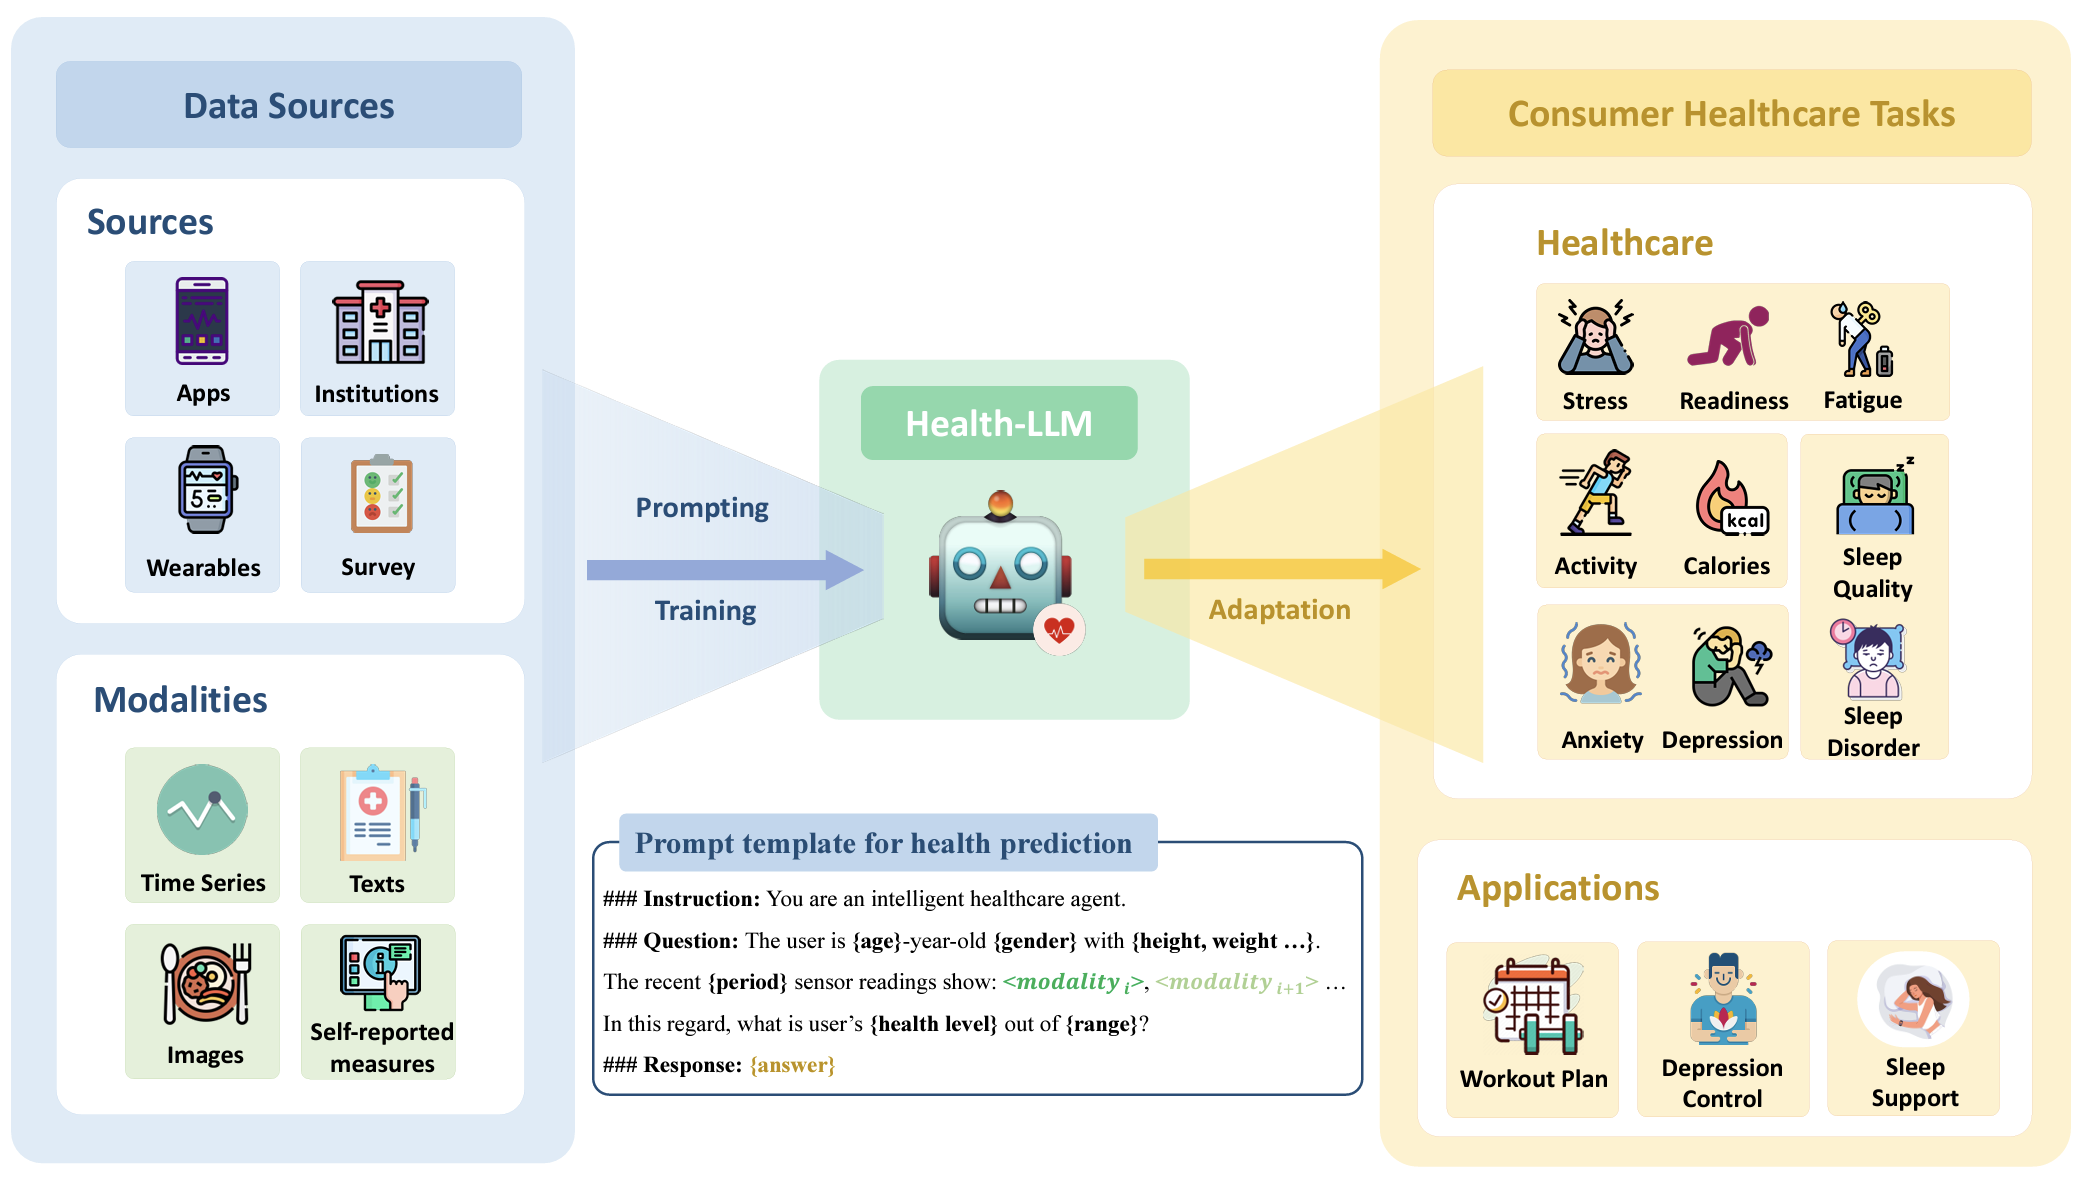 Data Sources
Sources
Apps
Institutions
5
Wearables
Survey
Modalities
Time Series
Texts
Images
Self-reported
measures
Prompting
Training
Health-LLM
Adaptation
Prompt template for health prediction
### Instruction: You are an intelligent healthcare agent.
### Question: The user is {age}-year-old {gender} with {height, weight ...}.
The recent {period} sensor readings show: <modality i>, <modality i+1> ...
In this regard, what is user's {health level} out of {range}?
### Response: {answer}
Consumer Healthcare Tasks
Healthcare
Stress
Readiness
Fatigue
Activity
kcal
Calories
z z
Sleep
Quality
Anxiety
Depression
Sleep
Disorder
Applications
Workout Plan
Depression
Control
Sleep
Support